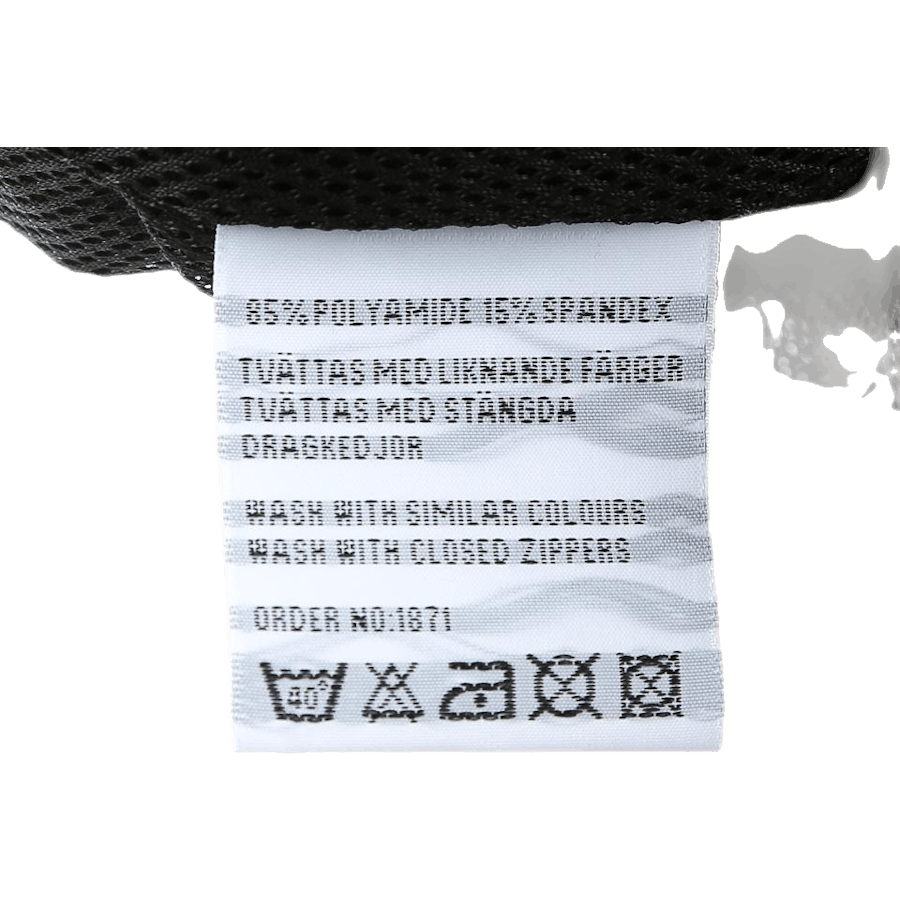 85% POLYAMIDE 15% SPANDEX
TVÄTTAS MED LIKNANDE FÄRGER
TVÄTTAS MED STÄNGDA
DRAGKEDJOR
WASH WITH SIMILAR COLOURS
WASH WITH CLOSED ZIPPERS
ORDER NO:1871
40°